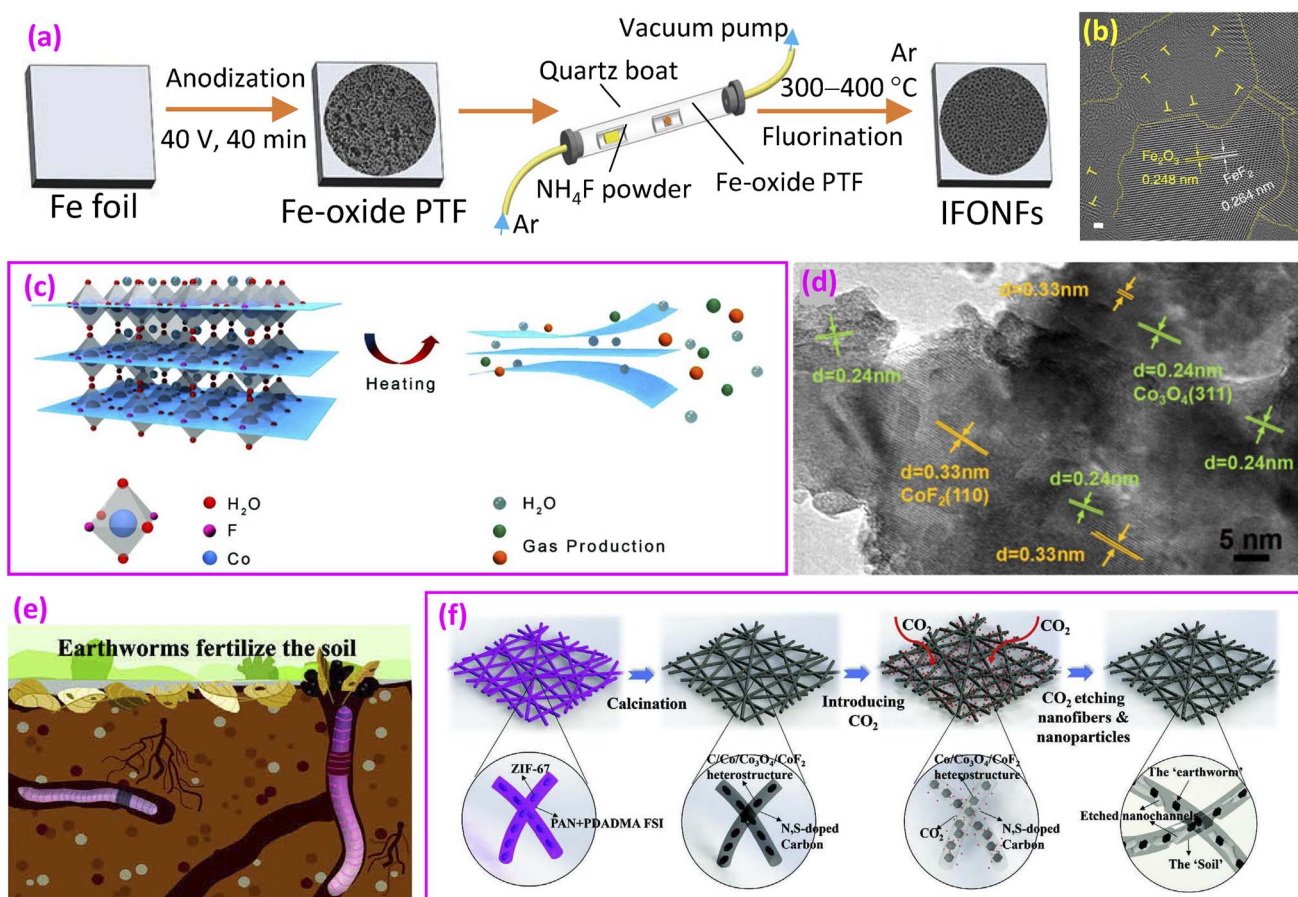 (a)
Anodization
40 V, 40 min
Fe foil
Fe-oxide PTF
Vacuum pump
Quartz boat
NH₄F powder
Fe-oxide PTF
Ar
Ar
300–400 °C
Fluorination
IFONFs
(b)
Fe₂O₃
0.248 nm
FeF₂
0.264 nm
(c)
Heating
H₂O
F
Co
H₂O
Gas Production
(d)
d=0.33nm
d=0.24nm
d=0.24nm
Co₃O₄(311)
d=0.24nm
d=0.33nm
CoF₂(110)
d=0.24nm
d=0.33nm
5 nm
(e)
Earthworms fertilize the soil
(f)
Calcination
Introducing
CO₂
CO₂
CO₂
CO₂ etching
nanofibers &
nanoparticles
ZIF-67
PAN+PDADMA FSI
C/Co/Co₃O₄/CoF₂
heterostructure
N,S-doped
Carbon
Co/Co₃O₄/CoF₂
heterostructure
CO₂
N,S-doped
Carbon
The 'earthworm'
Etched nanochannels
The 'Soil'